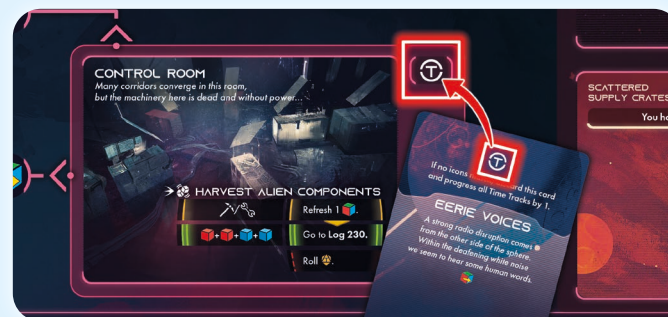 CONTROL ROOM
Many corridors converge in this room,
but the machinery here is dead and without power...
HARVEST ALIEN COMPONENTS
Refresh 1
Go to Log 230.
Roll
T
T
If no icons
this card
and progress all Time Tracks by 1.
EERIE VOICES
A strong radio disruption comes
from the other side of the sphere.
Within the deafening white noise
we seem to hear some human words.
SCATTERED
SUPPLY CRATES